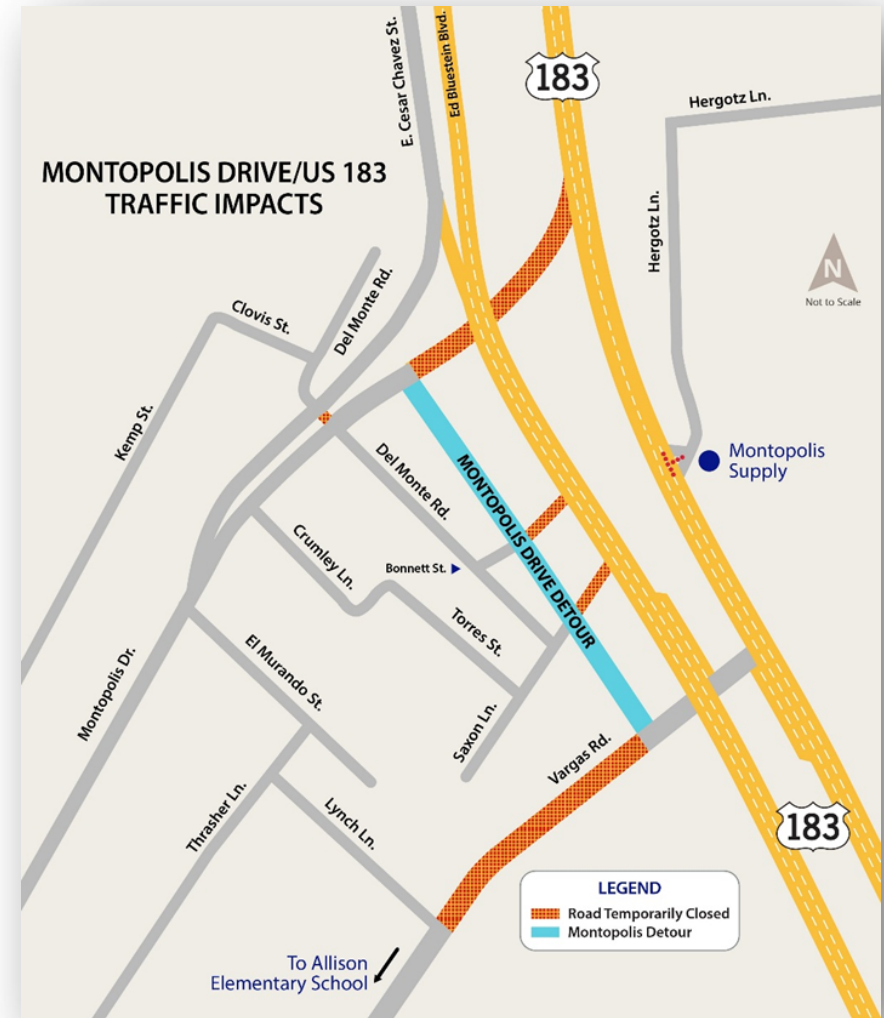 MONTOPOLIS DRIVE/US 183
TRAFFIC IMPACTS
E. Cesar Chavez St.
Ed Bluestein Blvd.
183
Hergotz Ln.
Hergotz Ln.
N
Not to Scale
Clovis St.
Del Monte Rd.
Kemp St.
Montopolis
Supply
Del Monte Rd.
MONTOPOLIS DRIVE DETOUR
Crumley Ln.
Bonnett St.
Torres St.
El Murando St.
Montopolis Dr.
Saxon Ln.
Vargas Rd.
Thrasher Ln.
Lynch Ln.
183
LEGEND
Road Temporarily Closed
Montopolis Detour
To Allison
Elementary School